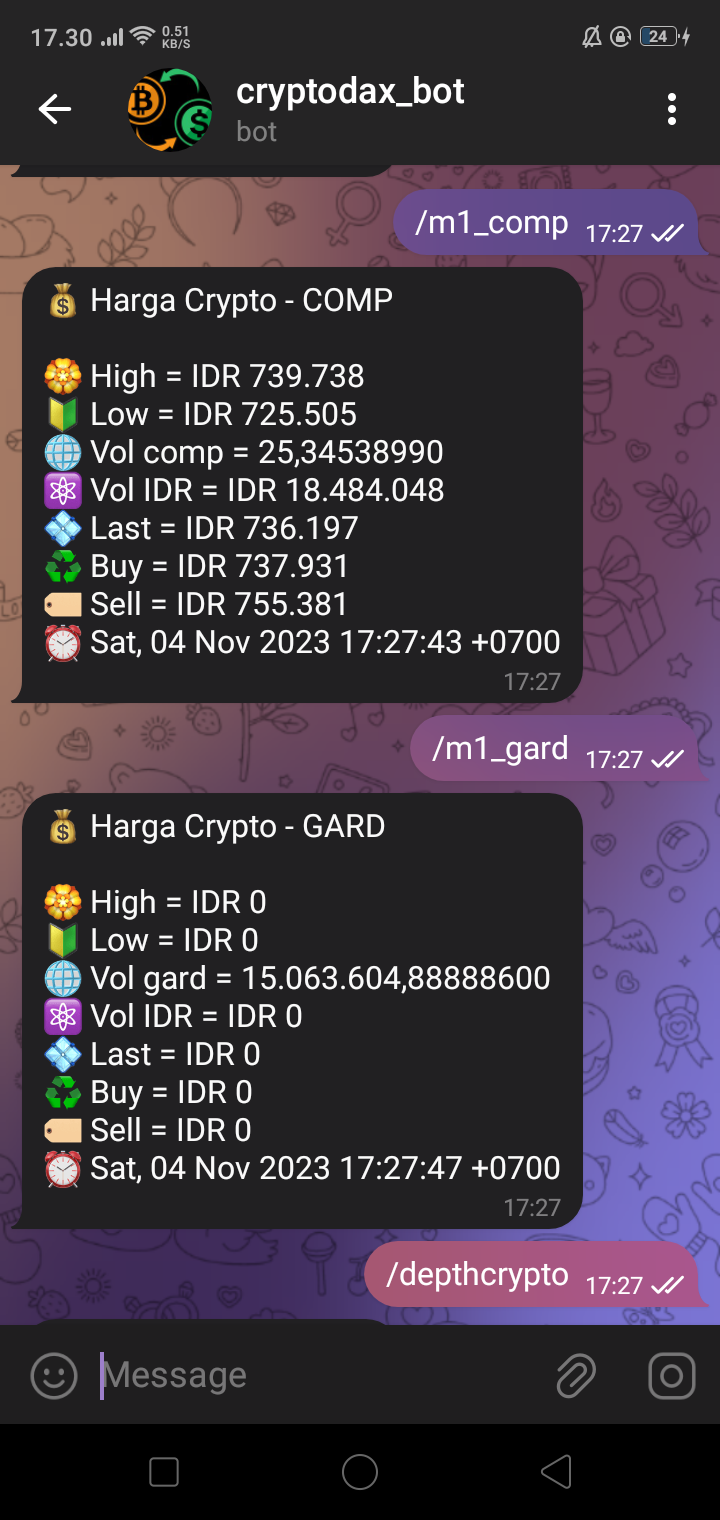 17.30 0.51 KB/S 24
cryptodax_bot
bot
/m1_comp 17:27
Harga Crypto - COMP
High = IDR 739.738
Low = IDR 725.505
Vol comp = 25,34538990
Vol IDR = IDR 18.484.048
Last = IDR 736.197
Buy = IDR 737.931
Sell = IDR 755.381
Sat, 04 Nov 2023 17:27:43 +0700
17:27
/m1_gard 17:27
Harga Crypto - GARD
High = IDR 0
Low = IDR 0
Vol gard = 15.063.604,88888600
Vol IDR = IDR 0
Last = IDR 0
Buy = IDR 0
Sell = IDR 0
Sat, 04 Nov 2023 17:27:47 +0700
17:27
/depthcrypto 17:27
Message